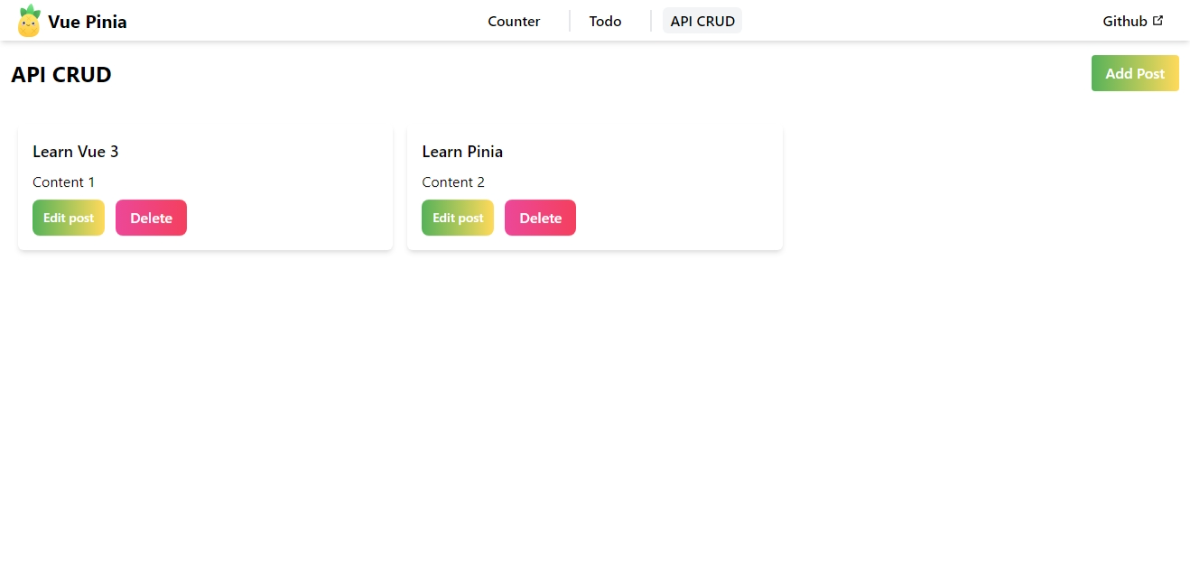 Vue Pinia Counter Todo API CRUD Github
API CRUD Add Post
Learn Vue 3
Content 1
Edit post Delete
Learn Pinia
Content 2
Edit post Delete